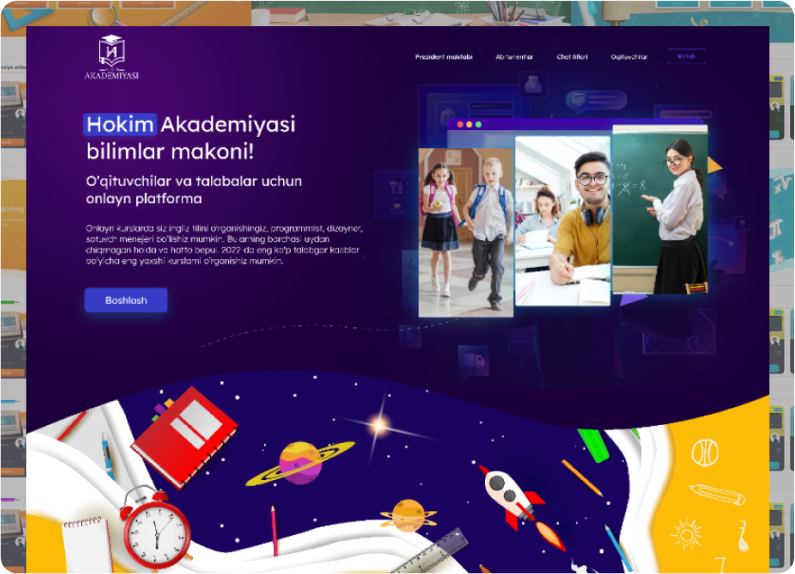 AKADEMIYASI
Prezident maktabi
Abiturientlar
Chet tillari
Oqituvchilar
Kirish
Hokim Akademiyasi
bilimlar makoni!
O'qituvchilar va talabalar uchun
onlayn platforma
Onlayn kurslarda siz ingliz tilini o'rganishingiz, programmist, dizayner,
sotuvch menejeri bo'lishiz mumkin. Bularning barchasi uydan
chiqmagan holda va hatto bepul. 2022-da eng ko'p talabgor kasblar
bo'yicha eng yaxshi kurslarni o'rganishiz mumkin.
Boshlash